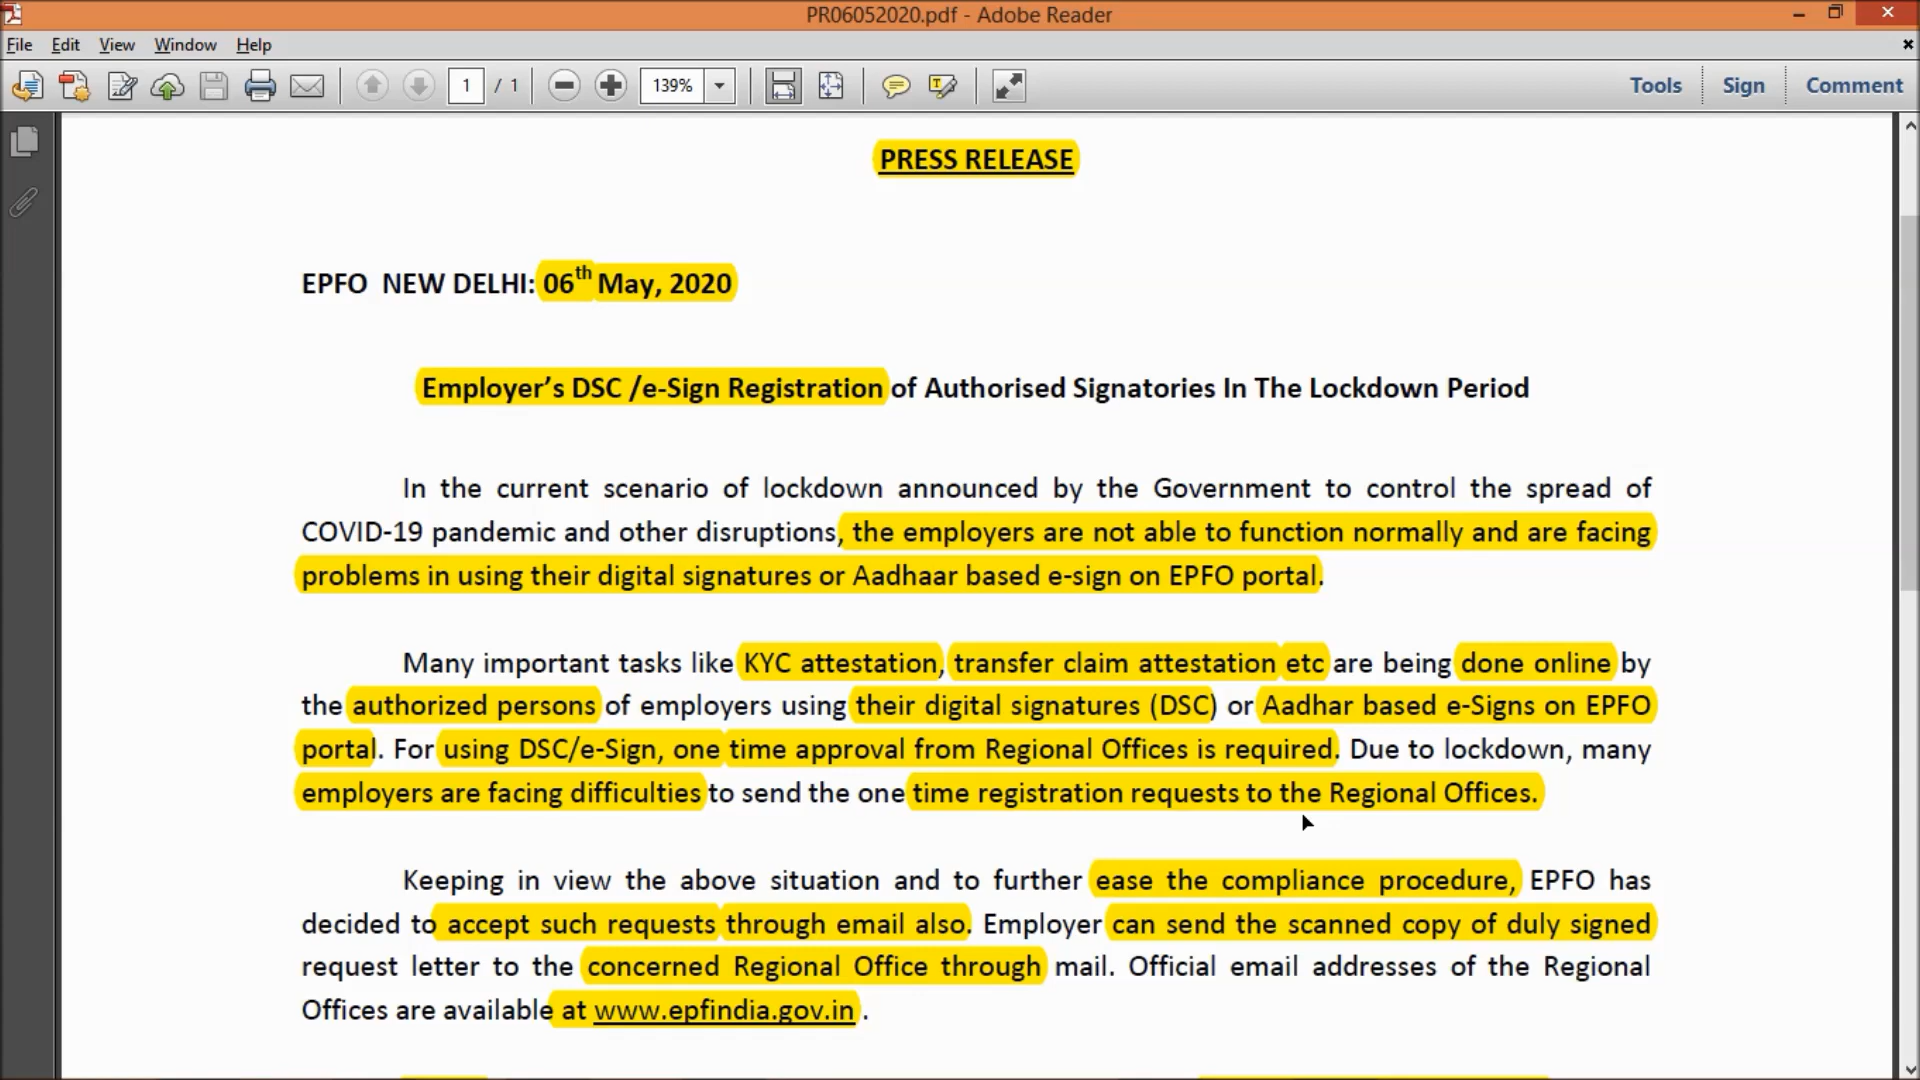 PR06052020.pdf - Adobe Reader
File Edit View Window Help
1 / 1 139% Tools Sign Comment
PRESS RELEASE
EPFO NEW DELHI: 06th May, 2020
Employer’s DSC /e-Sign Registration of Authorised Signatories In The Lockdown Period
In the current scenario of lockdown announced by the Government to control the spread of
COVID-19 pandemic and other disruptions, the employers are not able to function normally and are facing
problems in using their digital signatures or Aadhaar based e-sign on EPFO portal.
Many important tasks like KYC attestation, transfer claim attestation etc are being done online by
the authorized persons of employers using their digital signatures (DSC) or Aadhar based e-Signs on EPFO
portal. For using DSC/e-Sign, one time approval from Regional Offices is required. Due to lockdown, many
employers are facing difficulties to send the one time registration requests to the Regional Offices.
Keeping in view the above situation and to further ease the compliance procedure, EPFO has
decided to accept such requests through email also. Employer can send the scanned copy of duly signed
request letter to the concerned Regional Office through mail. Official email addresses of the Regional
Offices are available at www.epfindia.gov.in .